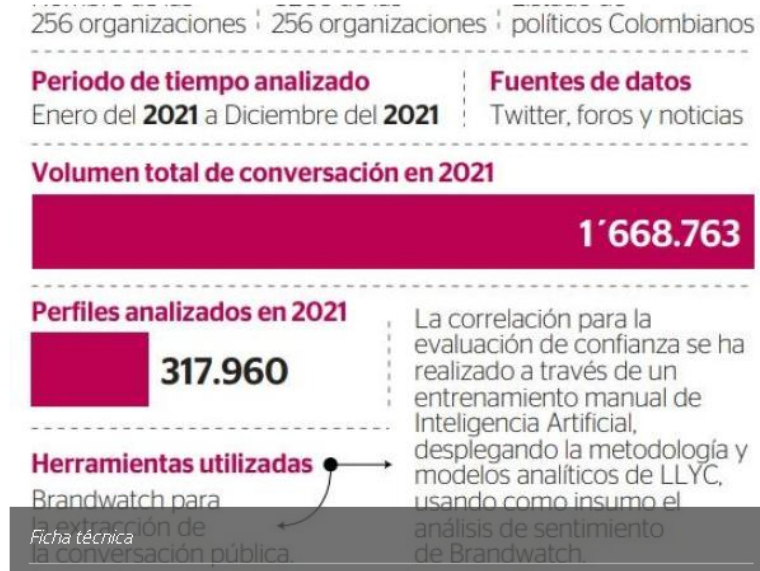 256 organizaciones
256 organizaciones
políticos Colombianos
Periodo de tiempo analizado
Enero del 2021 a Diciembre del 2021
Fuentes de datos
Twitter, foros y noticias
Volumen total de conversación en 2021
1´668.763
Perfiles analizados en 2021
317.960
Herramientas utilizadas
Brandwatch para
la extracción de
la conversación pública.
La correlación para la
evaluación de confianza se ha
realizado a través de un
entrenamiento manual de
Inteligencia Artificial,
desplegando la metodología y
modelos analíticos de LLYC,
usando como insumo el
análisis de sentimiento
de Brandwatch.
Ficha técnica